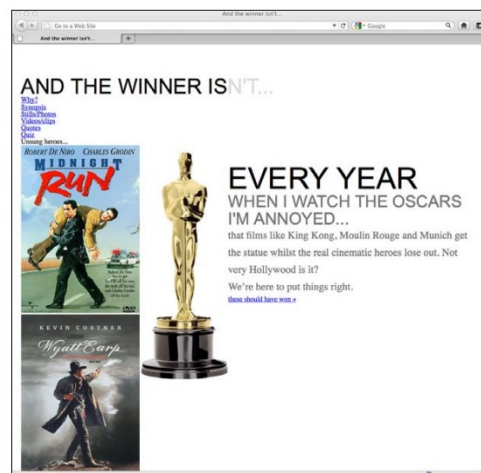 And the winner isn't...
Go to a Web Site
Google
And the winner isn't...
AND THE WINNER ISN'T...
Why?
Synopsis
Stills/Photos
Videos/clips
Quotes
Quiz
Unsung heroes...
ROBERT DE NIRO CHARLES GRODIN
MIDNIGHT
RUN
DVD
KEVIN COSTNER
Wyatt Earp
EVERY YEAR
WHEN I WATCH THE OSCARS
I'M ANNOYED...
that films like King Kong, Moulin Rouge and Munich get
the statue whilst the real cinematic heroes lose out. Not
very Hollywood is it?
We're here to put things right.
these should have won »